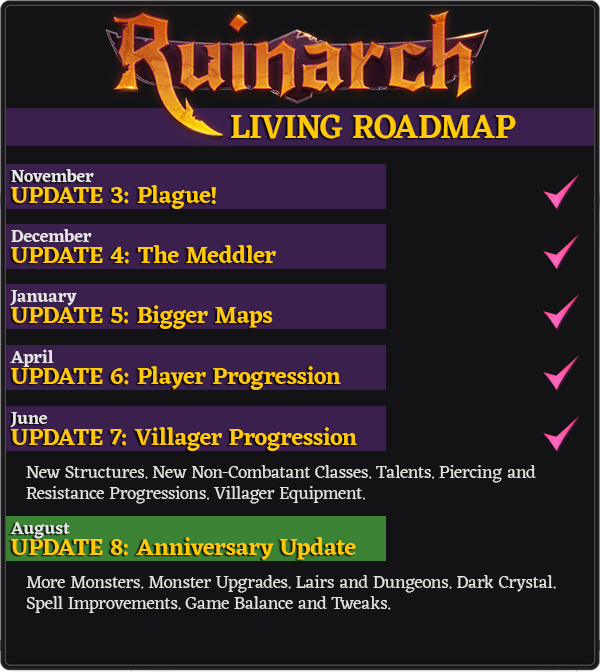 Ruinarch
LIVING ROADMAP
November
UPDATE 3: Plague!
December
UPDATE 4: The Meddler
January
UPDATE 5: Bigger Maps
April
UPDATE 6: Player Progression
June
UPDATE 7: Villager Progression
New Structures. New Non-Combatant Classes. Talents. Piercing and
Resistance Progressions. Villager Equipment.
August
UPDATE 8: Anniversary Update
More Monsters. Monster Upgrades. Lairs and Dungeons. Dark Crystal.
Spell Improvements. Game Balance and Tweaks.